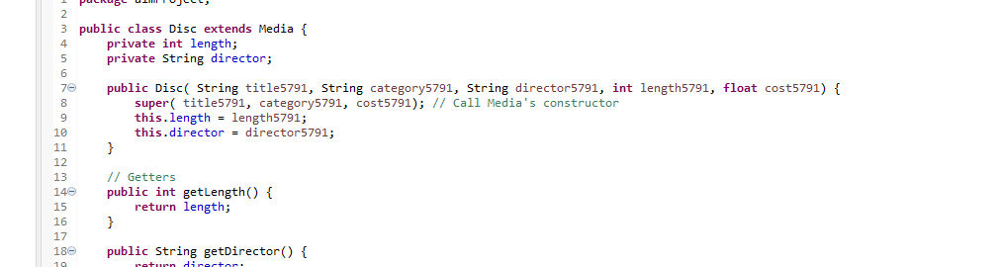 2
3 public class Disc extends Media {
4 private int length;
5 private String director;
6
7 public Disc( String title5791, String category5791, String director5791, int length5791, float cost5791) {
8 super( title5791, category5791, cost5791); // Call Media's constructor
9 this.length = length5791;
10 this.director = director5791;
11 }
12
13 // Getters
14 public int getLength() {
15 return length;
16 }
17
18 public String getDirector() {
19 return director;